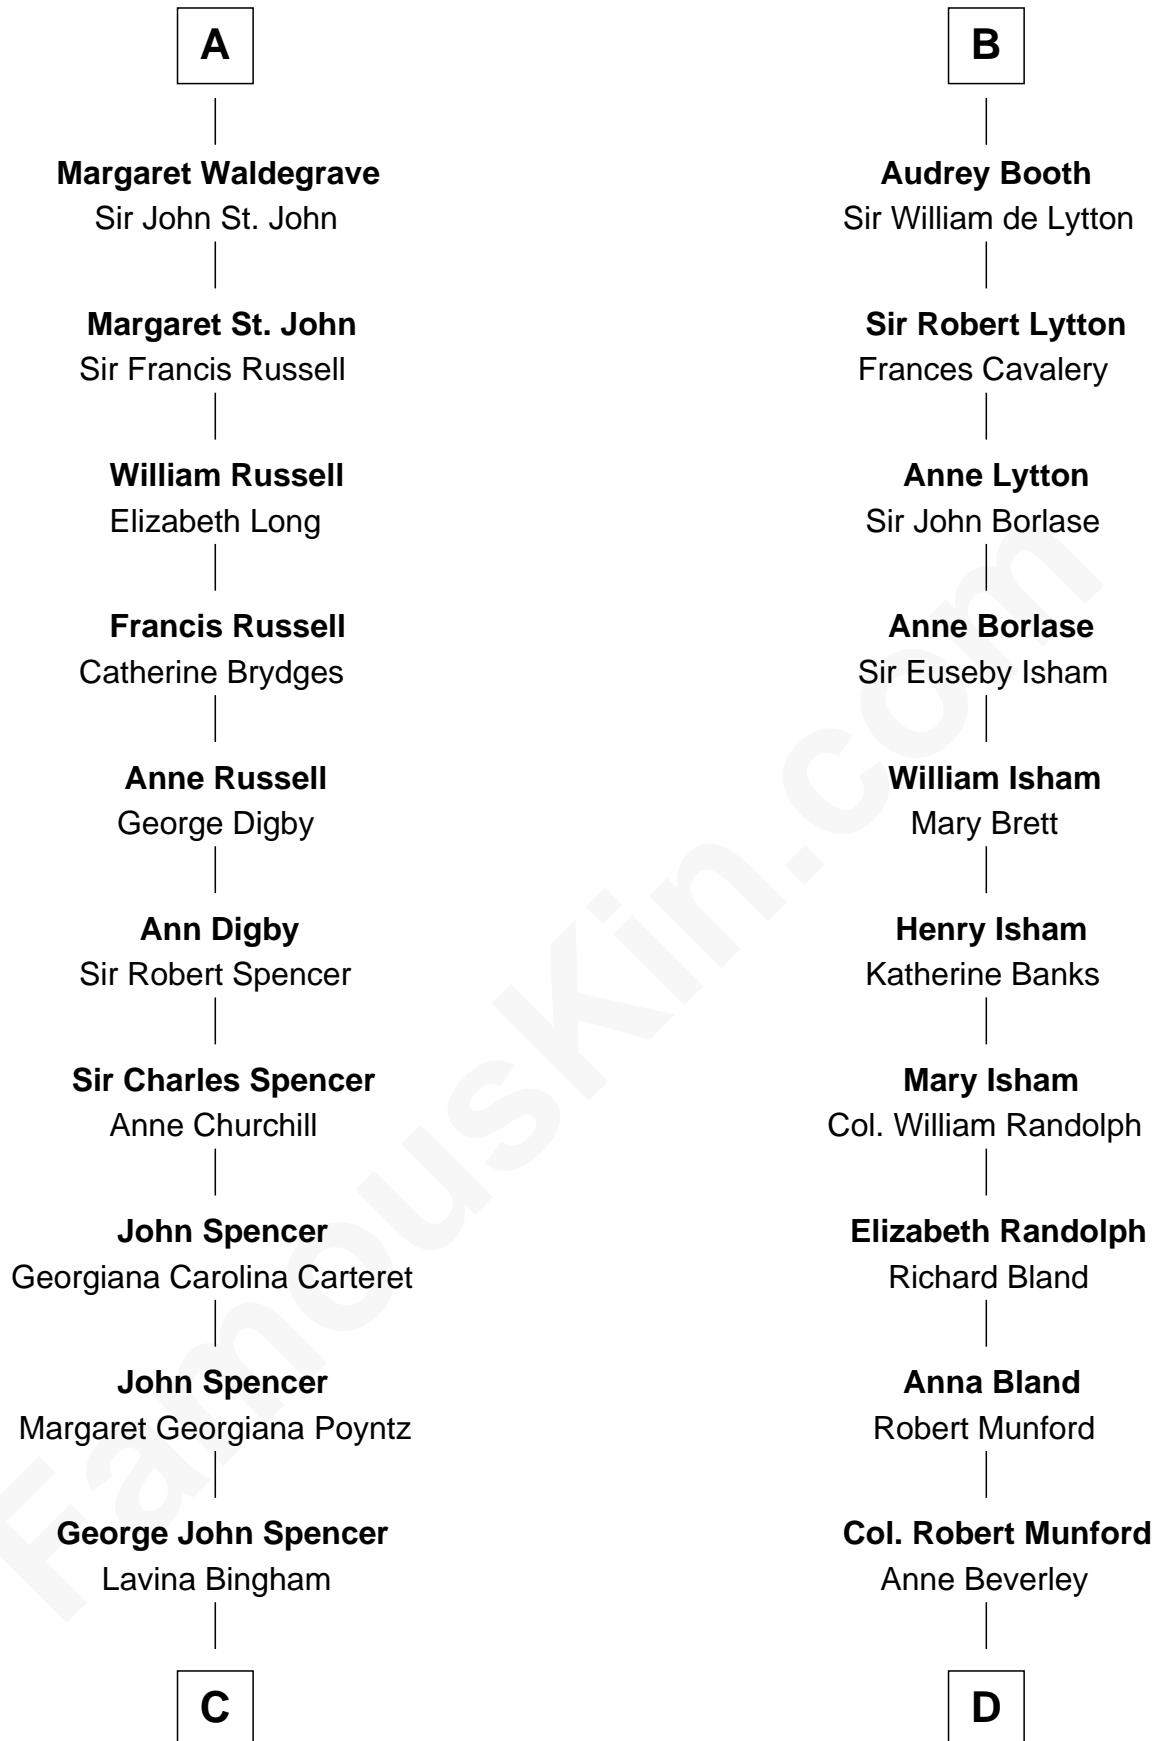 A
Margaret Waldegrave
Sir John St. John
Margaret St. John
Sir Francis Russell
William Russell
Elizabeth Long
Francis Russell
Catherine Brydges
Anne Russell
George Digby
Ann Digby
Sir Robert Spencer
Sir Charles Spencer
Anne Churchill
John Spencer
Georgiana Carolina Carteret
John Spencer
Margaret Georgiana Poyntz
George John Spencer
Lavina Bingham
C
B
Audrey Booth
Sir William de Lytton
Sir Robert Lytton
Frances Cavalery
Anne Lytton
Sir John Borlase
Anne Borlase
Sir Euseby Isham
William Isham
Mary Brett
Henry Isham
Katherine Banks
Mary Isham
Col. William Randolph
Elizabeth Randolph
Richard Bland
Anna Bland
Robert Munford
Col. Robert Munford
Anne Beverley
D
FamousKin.com